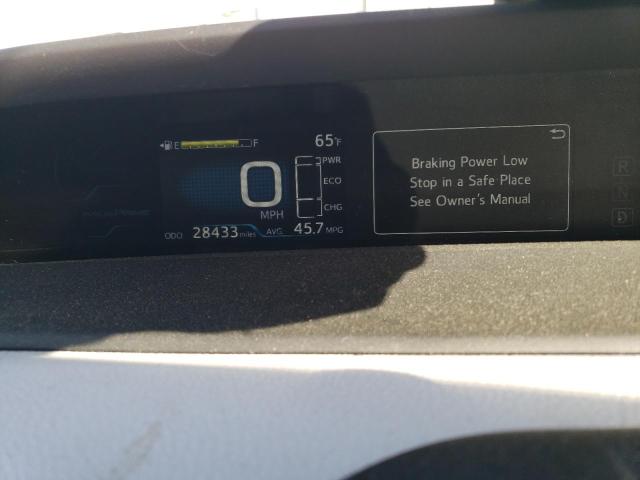 E F 65°F
PWR
ECO
CHG
0
MPH
ODO 28433 miles AVG. 45.7 MPG
Braking Power Low
Stop in a Safe Place
See Owner's Manual
R
N
D